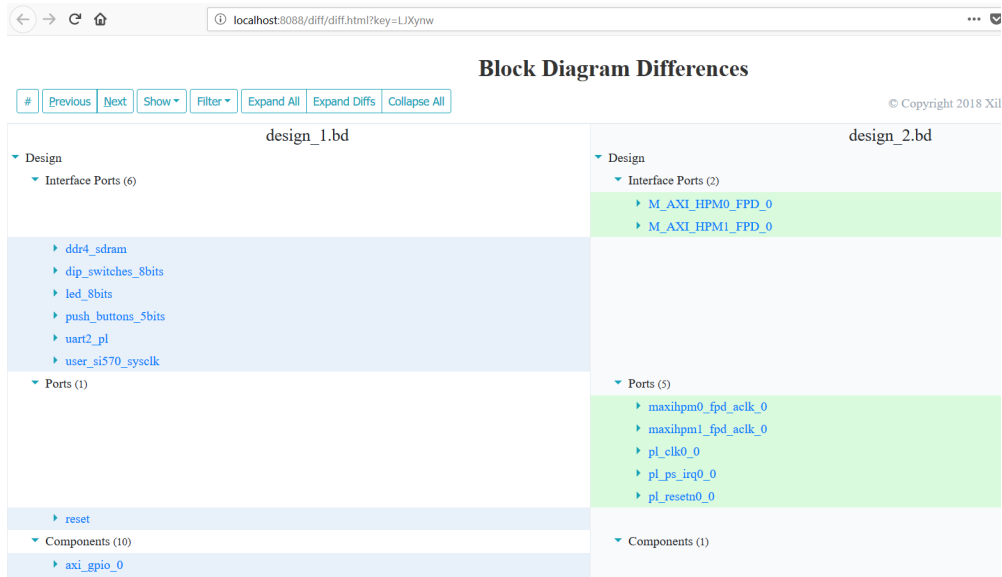 localhost:8088/diff/diff.html?key=LJXynw
Block Diagram Differences
# Previous Next Show Filter Expand All Expand Diffs Collapse All
© Copyright 2018 Xil
design_1.bd design_2.bd
Design Design
Interface Ports (6) Interface Ports (2)
M_AXI_HPM0_FPD_0
M_AXI_HPM1_FPD_0
ddr4_sdram
dip_switches_8bits
led_8bits
push_buttons_5bits
uart2_pl
user_si570_sysclk
Ports (1) Ports (5)
maxihpm0_fpd_aclk_0
maxihpm1_fpd_aclk_0
pl_clk0_0
pl_ps_irq0_0
pl_resetn0_0
reset
Components (10) Components (1)
axi_gpio_0